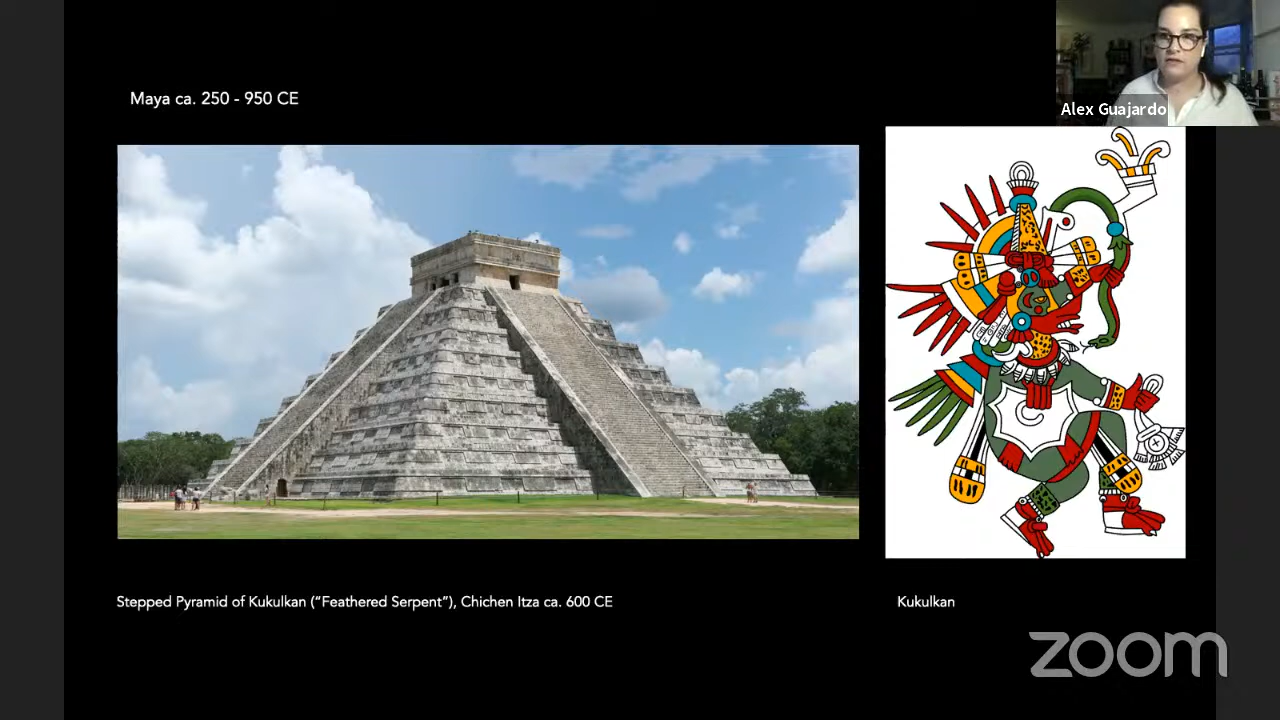 Maya ca. 250 - 950 CE
Alex Guajardo
Stepped Pyramid of Kukulkan (“Feathered Serpent”), Chichen Itza ca. 600 CE
Kukulkan
zoom